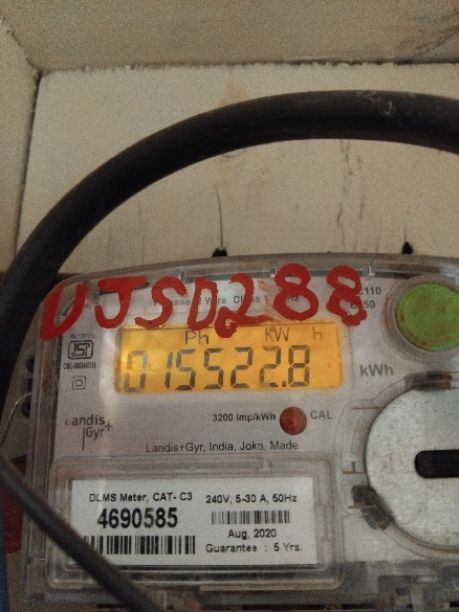 UJSD288
Ph KW h
015522.8
kWh
3200 imp/kWh CAL
Landis
Gyr+
Landis+Gyr, India, Joka, Made
DLMS Meter, CAT- C3 240V, 5-30 A, 50Hz
4690585
Aug, 2020
Guarantee : 5 Yrs.